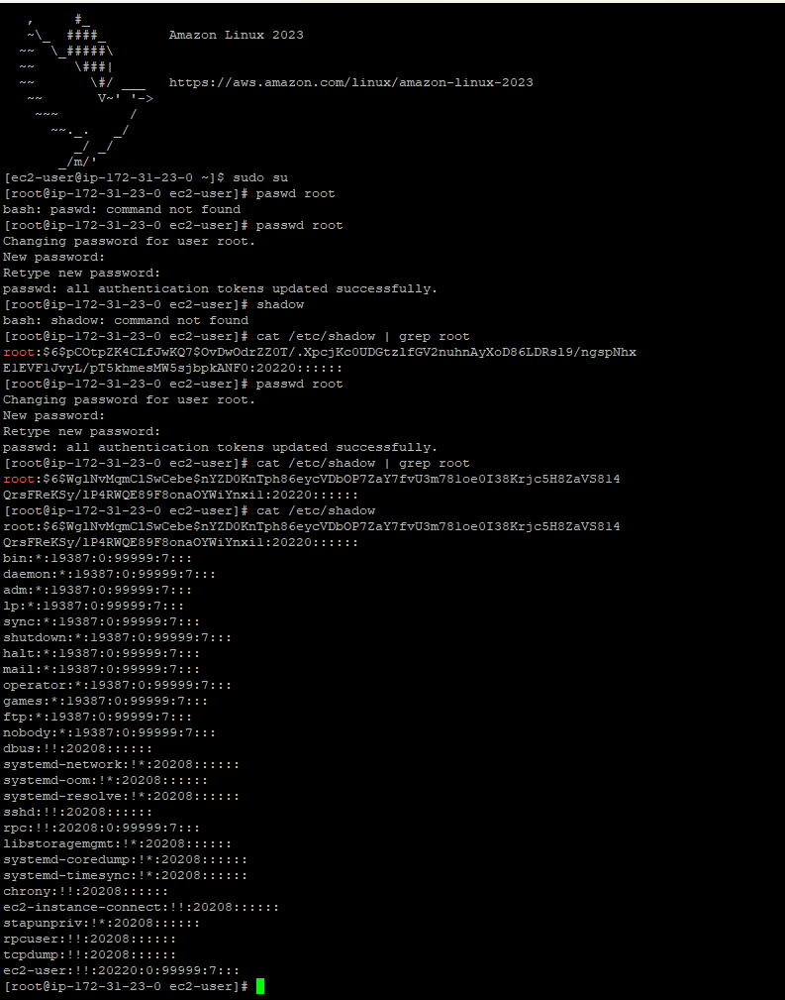 ,     #_
   ~\_  ####_        Amazon Linux 2023
  ~~  \_#####\
  ~~     \###|
  ~~       \#/ ___   https://aws.amazon.com/linux/amazon-linux-2023
   ~~       V~' '->
    ~~~         /
      ~~._.   _/
         _/ _/
       _/m/'
[ec2-user@ip-172-31-23-0 ~]$ sudo su
[root@ip-172-31-23-0 ec2-user]# paswd root
bash: paswd: command not found
[root@ip-172-31-23-0 ec2-user]# passwd root
Changing password for user root.
New password:
Retype new password:
passwd: all authentication tokens updated successfully.
[root@ip-172-31-23-0 ec2-user]# shadow
bash: shadow: command not found
[root@ip-172-31-23-0 ec2-user]# cat /etc/shadow | grep root
root:$6$pCOtpZK4CLfJwKQ7$OvDwOdrZZ0T/.XpcjKc0UDGtzlfGV2nuhnAyXoD86LDRsl9/ngspNhx
E1EVF1JvyL/pT5khmesMW5sjbpkANF0:20220::::::
[root@ip-172-31-23-0 ec2-user]# passwd root
Changing password for user root.
New password:
Retype new password:
passwd: all authentication tokens updated successfully.
[root@ip-172-31-23-0 ec2-user]# cat /etc/shadow | grep root
root:$6$WglNvMqmClSwCebe$nYZD0KnTph86eycVDbOP7ZaY7fvU3m781oe0I38Krjc5H8ZaVS814
QrsFReKSy/lP4RWQE89F8onaOYWiYnxi1:20220::::::
[root@ip-172-31-23-0 ec2-user]# cat /etc/shadow
root:$6$WglNvMqmClSwCebe$nYZD0KnTph86eycVDbOP7ZaY7fvU3m781oe0I38Krjc5H8ZaVS814
QrsFReKSy/lP4RWQE89F8onaOYWiYnxi1:20220::::::
bin:*:19387:0:99999:7:::
daemon:*:19387:0:99999:7:::
adm:*:19387:0:99999:7:::
lp:*:19387:0:99999:7:::
sync:*:19387:0:99999:7:::
shutdown:*:19387:0:99999:7:::
halt:*:19387:0:99999:7:::
mail:*:19387:0:99999:7:::
operator:*:19387:0:99999:7:::
games:*:19387:0:99999:7:::
ftp:*:19387:0:99999:7:::
nobody:*:19387:0:99999:7:::
dbus:!!:20208::::::
systemd-network:!*:20208::::::
systemd-oom:!*:20208::::::
systemd-resolve:!*:20208::::::
sshd:!!:20208::::::
rpc:!!:20208:0:99999:7:::
libstoragemgmt:!*:20208::::::
systemd-coredump:!*:20208::::::
systemd-timesync:!*:20208::::::
chrony:!!:20208::::::
ec2-instance-connect:!!:20208::::::
stapunpriv:!*:20208::::::
rpcuser:!!:20208::::::
tcpdump:!!:20208::::::
ec2-user:!!:20220:0:99999:7:::
[root@ip-172-31-23-0 ec2-user]#